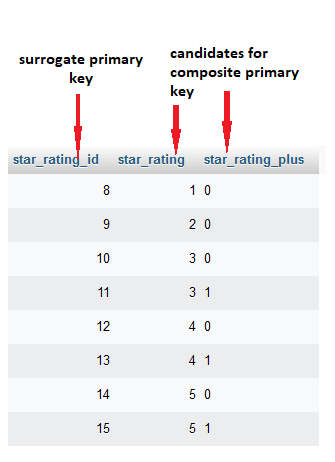 surrogate primary
key
candidates for
composite primary
key
star_rating_id star_rating star_rating_plus
8 1 0
9 2 0
10 3 0
11 3 1
12 4 0
13 4 1
14 5 0
15 5 1